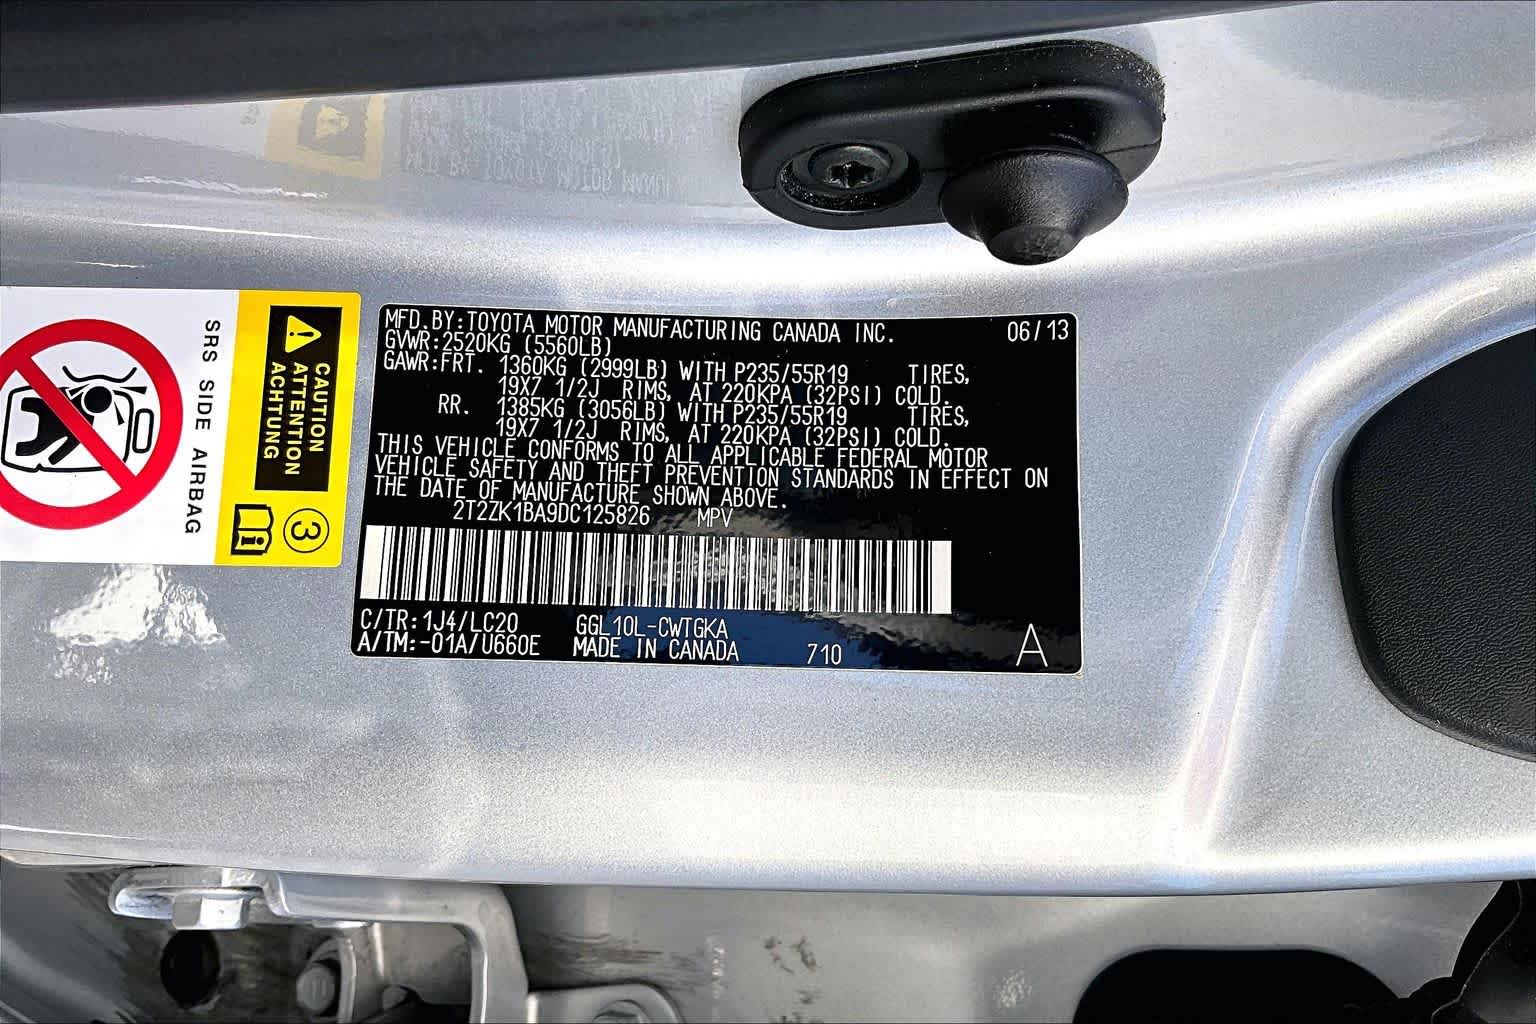 SRS SIDE AIRBAG
CAUTION
ATTENTION
ACHTUNG
3
MFD.BY:TOYOTA MOTOR MANUFACTURING CANADA INC. 06/13
GVWR:2520KG (5560LB)
GAWR:FRT. 1360KG (2999LB) WITH P235/55R19 TIRES,
19X7 1/2J RIMS, AT 220KPA (32PSI) COLD.
RR. 1385KG (3056LB) WITH P235/55R19 TIRES,
19X7 1/2J RIMS, AT 220KPA (32PSI) COLD.
THIS VEHICLE CONFORMS TO ALL APPLICABLE FEDERAL MOTOR
VEHICLE SAFETY AND THEFT PREVENTION STANDARDS IN EFFECT ON
THE DATE OF MANUFACTURE SHOWN ABOVE.
2T2ZK1BA9DC125826 MPV
C/TR:1J4/LC20 GGL10L-CWTGKA
A/TM:-01A/U660E MADE IN CANADA 710 A